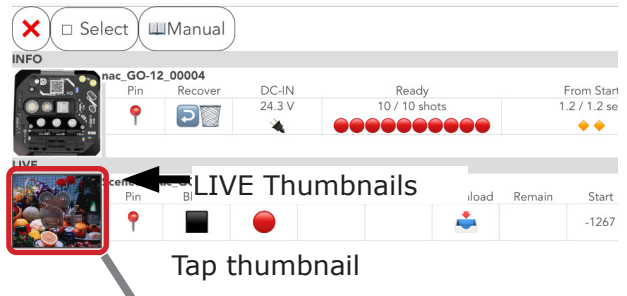 Select Manual
INFO
nac_GO-12_00004
Pin Recover DC-IN Ready From Start
24.3 V 10 / 10 shots 1.2 / 1.2 se
LIVE
LIVE Thumbnails
Pin Bl load Remain Start
-1267
Tap thumbnail